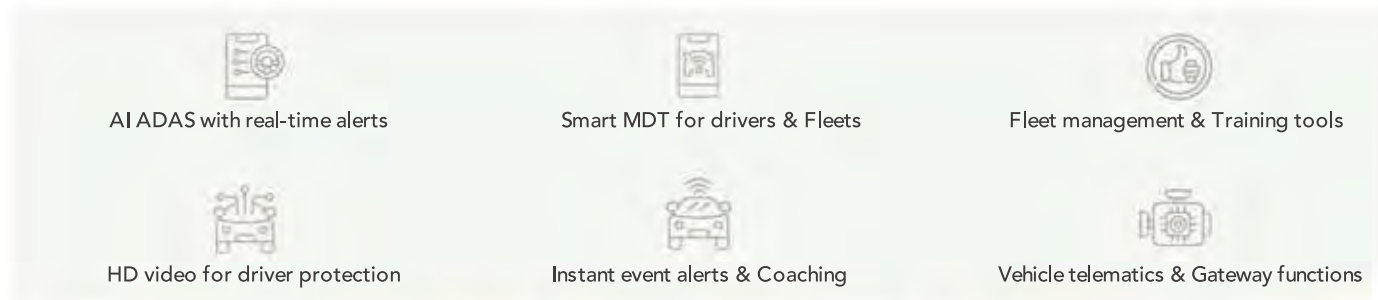 AI ADAS with real-time alerts
Smart MDT for drivers & Fleets
Fleet management & Training tools
HD video for driver protection
Instant event alerts & Coaching
Vehicle telematics & Gateway functions